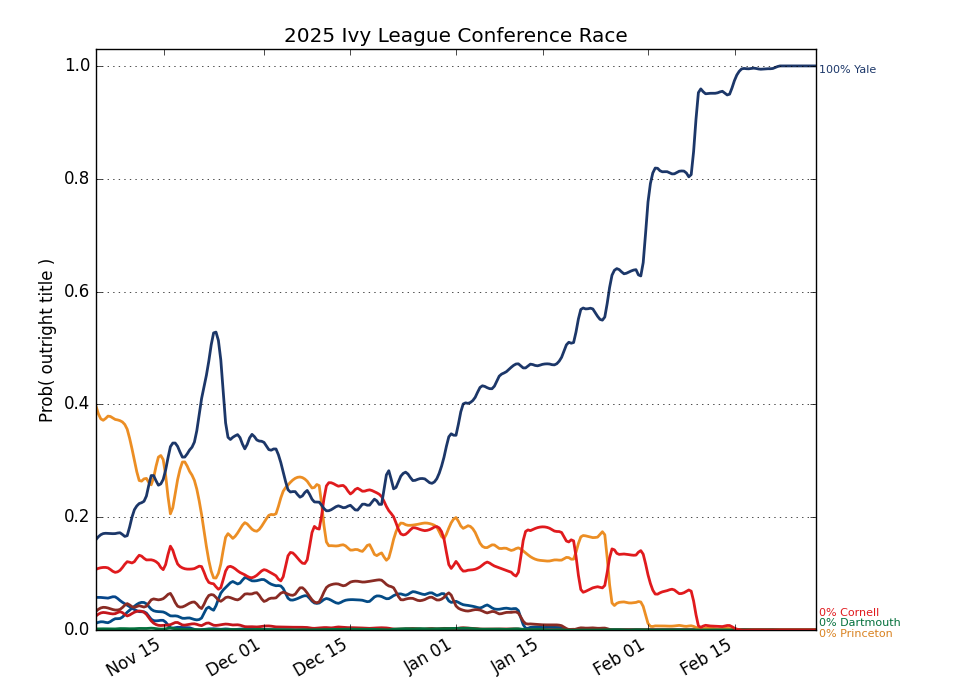 2025 Ivy League Conference Race
Prob( outright title )
1.0
0.8
0.6
0.4
0.2
0.0
Nov 15
Dec 01
Dec 15
Jan 01
Jan 15
Feb 01
Feb 15
100% Yale
0% Cornell
0% Dartmouth
0% Princeton